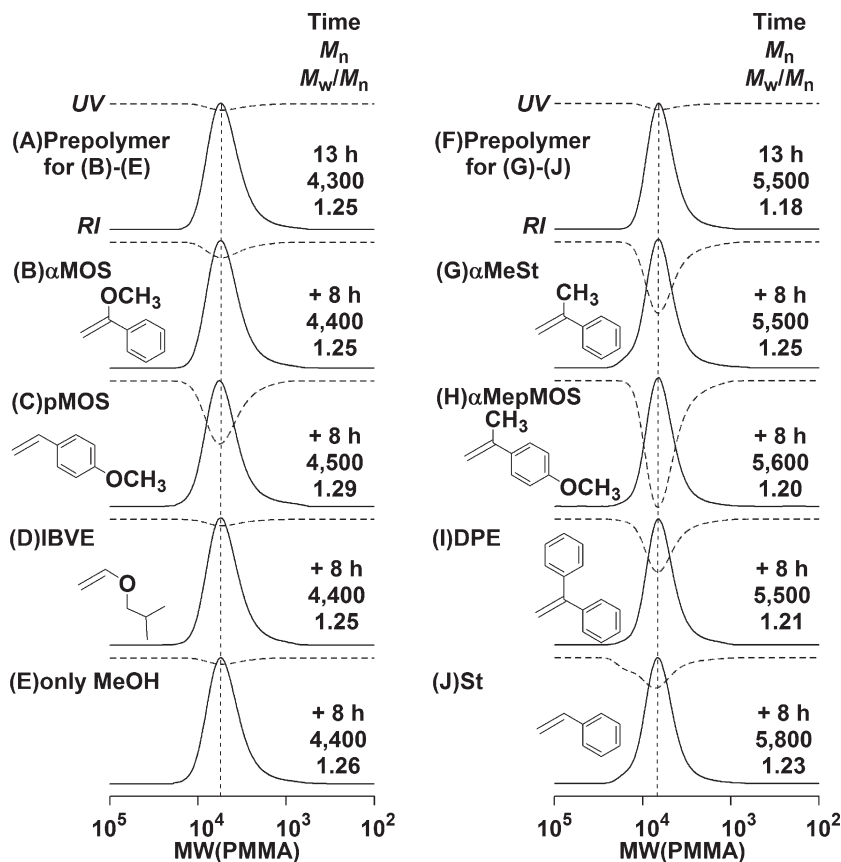 Time
Mn
Mw/Mn
UV
(A)Prepolymer
for (B)-(E)
13 h
4,300
1.25
RI
(B)αMOS
OCH3
+ 8 h
4,400
1.25
(C)pMOS
OCH3
+ 8 h
4,500
1.29
(D)IBVE
O
+ 8 h
4,400
1.25
(E)only MeOH
+ 8 h
4,400
1.26
10^5 10^4 10^3 10^2
MW(PMMA)
Time
Mn
Mw/Mn
UV
(F)Prepolymer
for (G)-(J)
13 h
5,500
1.18
RI
(G)αMeSt
CH3
+ 8 h
5,500
1.25
(H)αMepMOS
CH3
OCH3
+ 8 h
5,600
1.20
(I)DPE
+ 8 h
5,500
1.21
(J)St
+ 8 h
5,800
1.23
10^5 10^4 10^3 10^2
MW(PMMA)